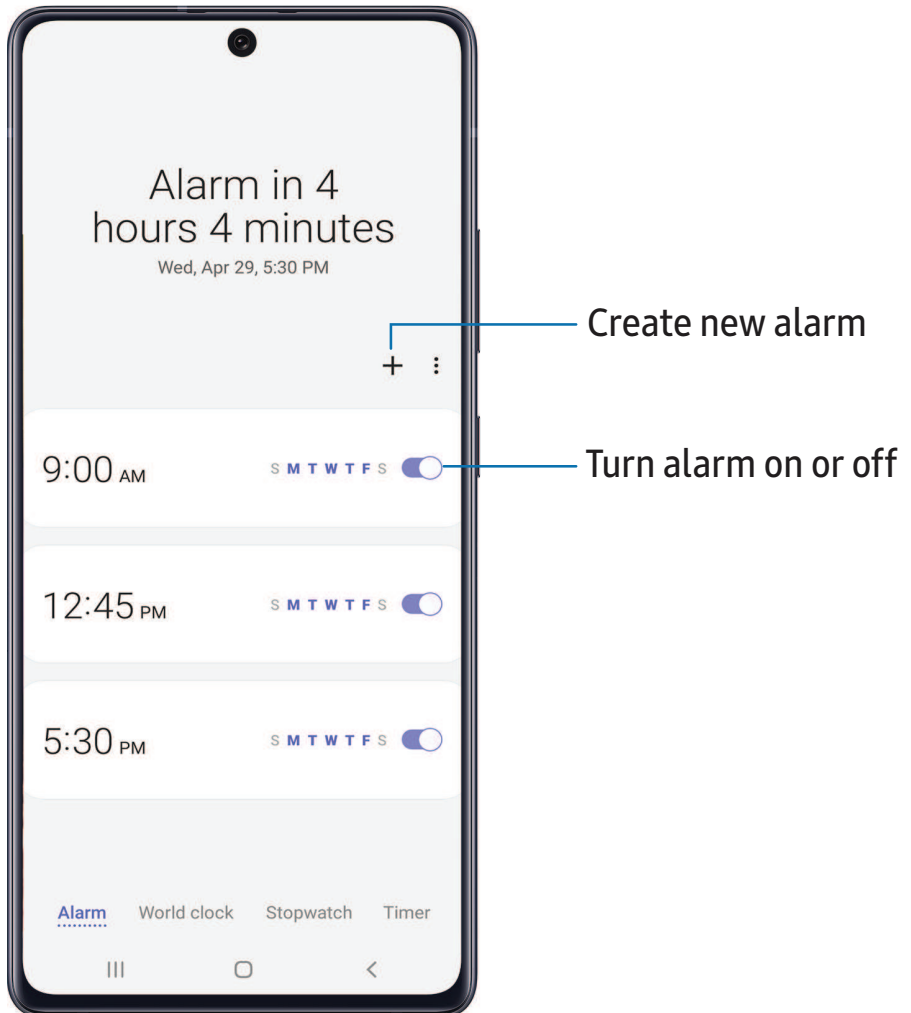 Alarm in 4
hours 4 minutes
Wed, Apr 29, 5:30 PM
Create new alarm
9:00 AM S M T W T F S
Turn alarm on or off
12:45 PM S M T W T F S
5:30 PM S M T W T F S
Alarm World clock Stopwatch Timer